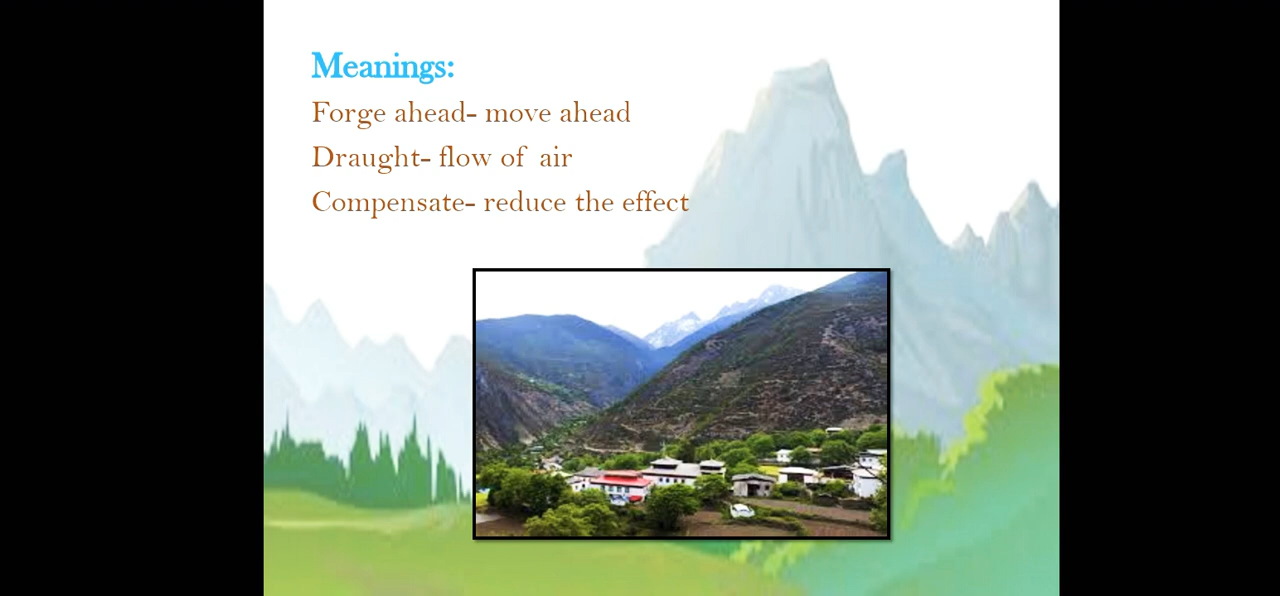 Meanings:
Forge ahead- move ahead
Draught- flow of air
Compensate- reduce the effect